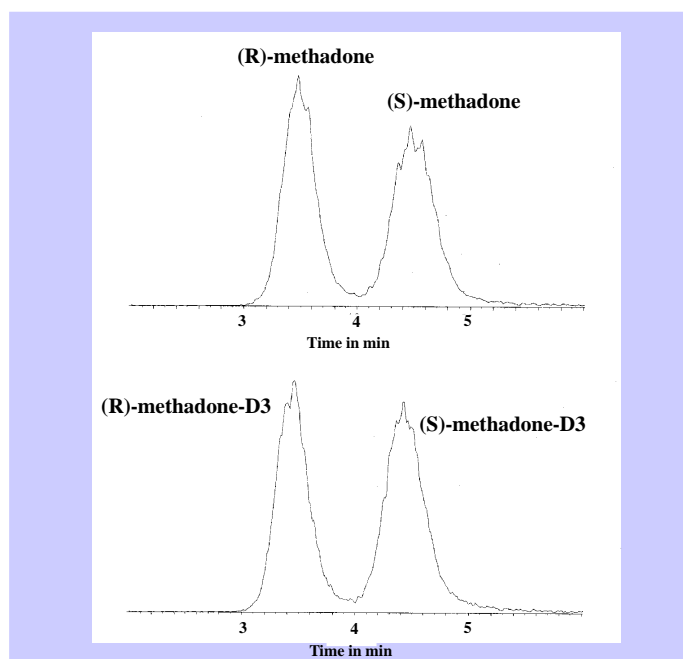 (R)-methadone
(S)-methadone
3 4 5
Time in min
(R)-methadone-D3
(S)-methadone-D3
3 4 5
Time in min